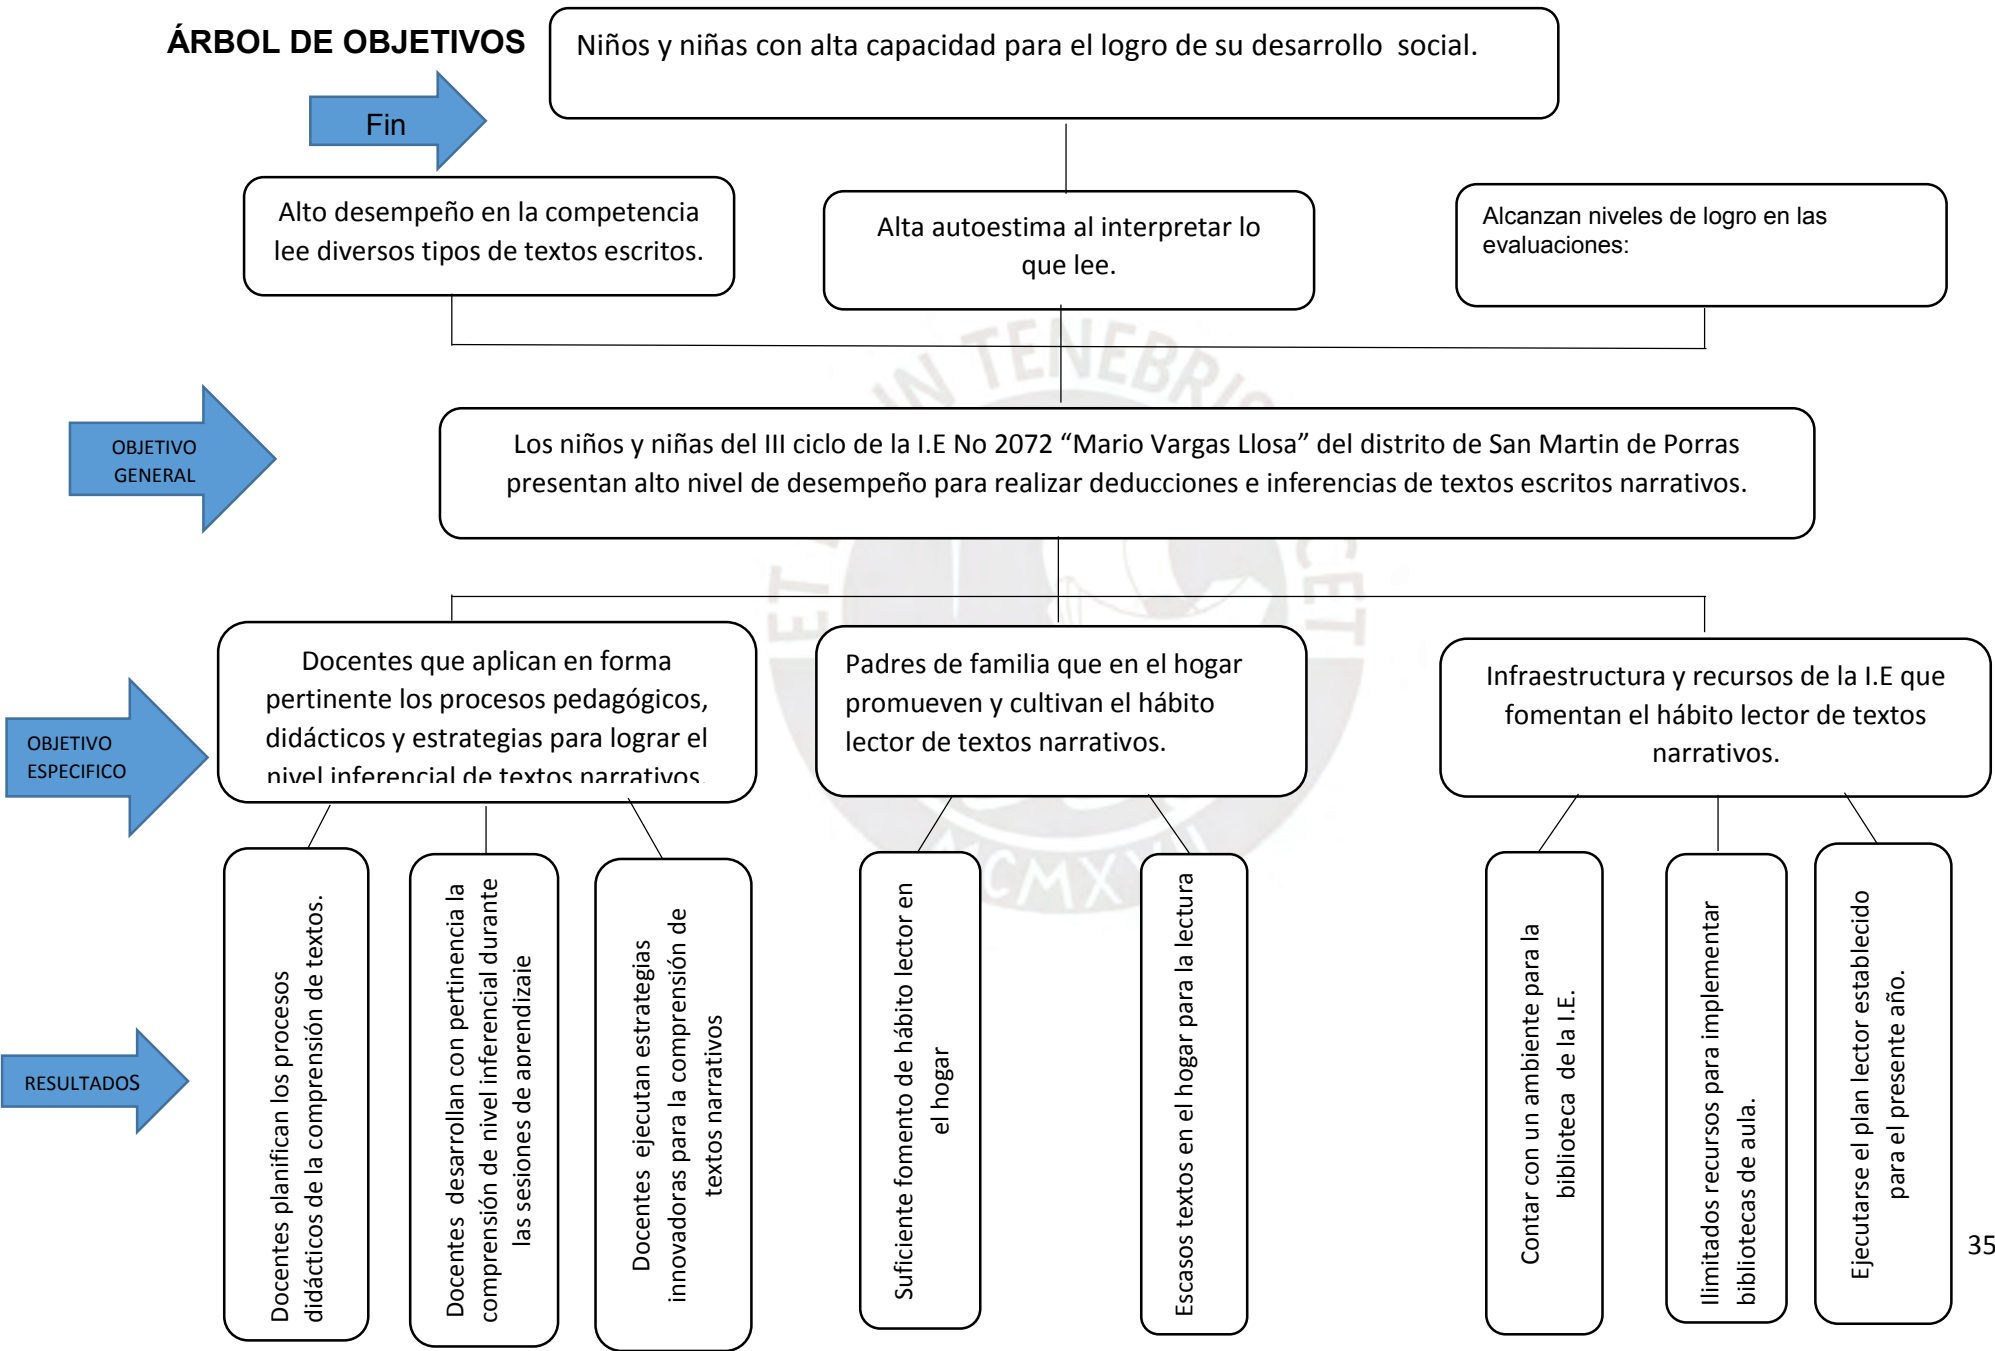 ÁRBOL DE OBJETIVOS
Niños y niñas con alta capacidad para el logro de su desarrollo social.
Fin
Alto desempeño en la competencia
lee diversos tipos de textos escritos.
Alta autoestima al interpretar lo
que lee.
Alcanzan niveles de logro en las
evaluaciones:
IN TENEBRIS
OBJETIVO
GENERAL
Los niños y niñas del III ciclo de la I.E No 2072 “Mario Vargas Llosa” del distrito de San Martin de Porras
presentan alto nivel de desempeño para realizar deducciones e inferencias de textos escritos narrativos.
ET
CET
OBJETIVO
ESPECIFICO
Docentes que aplican en forma
pertinente los procesos pedagógicos,
didácticos y estrategias para lograr el
nivel inferencial de textos narrativos.
Padres de familia que en el hogar
promueven y cultivan el hábito
lector de textos narrativos.
Infraestructura y recursos de la I.E que
fomentan el hábito lector de textos
narrativos.
RESULTADOS
Docentes planifican los procesos
didácticos de la comprensión de textos.
Docentes desarrollan con pertinencia la
comprensión de nivel inferencial durante
las sesiones de aprendizaje
Docentes ejecutan estrategias
innovadoras para la comprensión de
textos narrativos
Suficiente fomento de hábito lector en
el hogar
Escasos textos en el hogar para la lectura
Contar con un ambiente para la
biblioteca de la I.E.
Ilimitados recursos para implementar
bibliotecas de aula.
Ejecutarse el plan lector establecido
para el presente año.
35